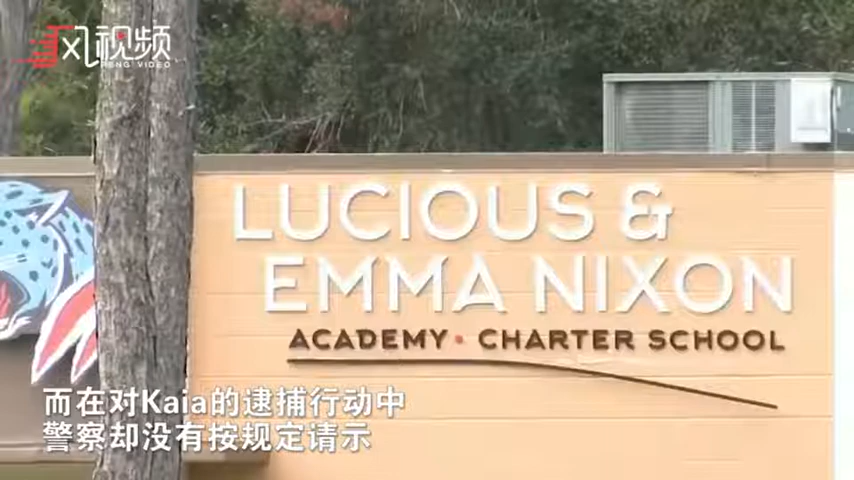 风视频
FENG VIDEO
LUCIOUS &
EMMA NIXON
ACADEMY • CHARTER SCHOOL
而在对Kaia的逮捕行动中
警察却没有按规定请示